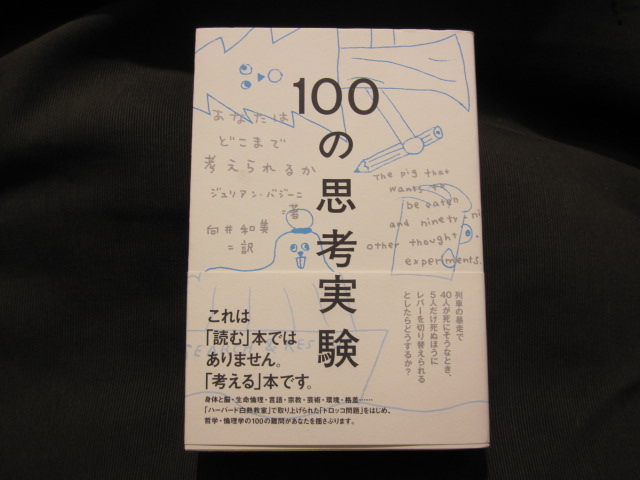 100の思考実験
あなたは
どこまで
考えられるか
ジュリアン・バジーニ
=著
向井和美
=訳
The pig that
wants to
be eaten
and ninety-ni
other thought
experiments.
列車の暴走で
40人が死にそうなとき、
5人だけ死ぬほうに
レバーを切り替えられる
としたらどうするか?
これは
「読む」本では
ありません。
「考える」本です。
身体と脳・生命倫理・言語・宗教・芸術・環境・格差……
「ハーバード白熱教室」で取り上げられた「トロッコ問題」をはじめ、
哲学・倫理学の100の難問があなたを揺さぶります。